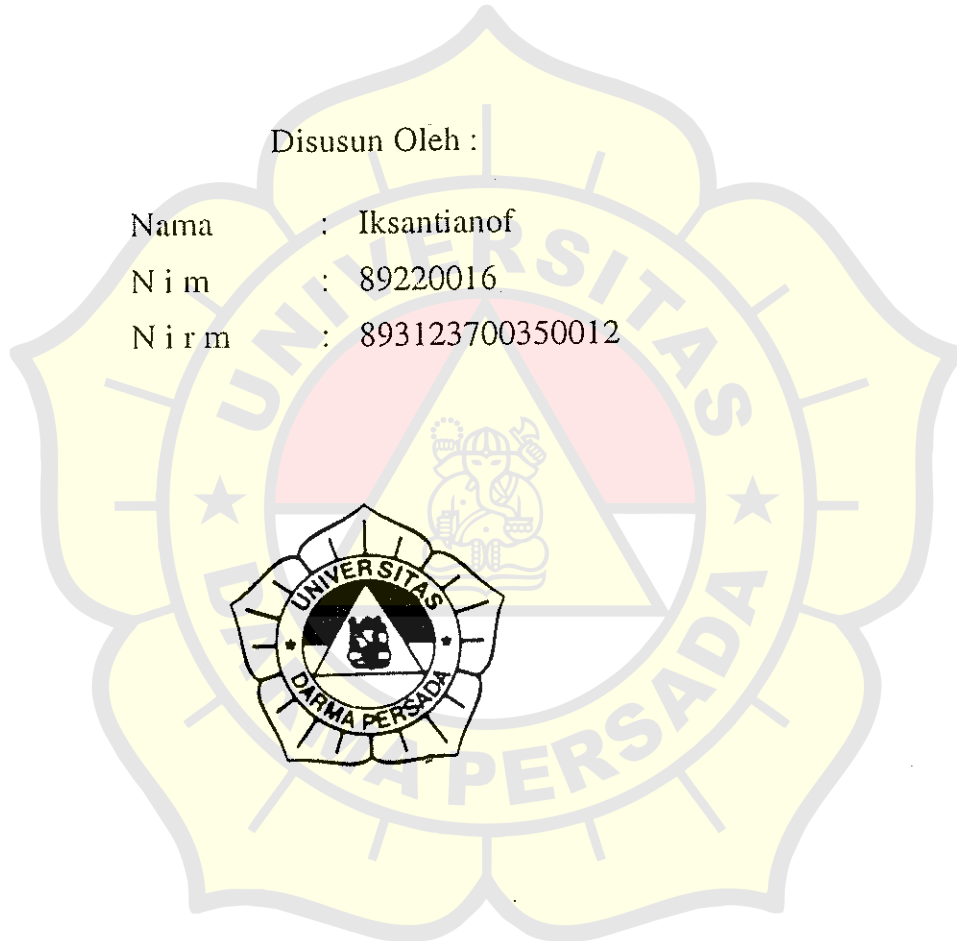 Disusun Oleh :
Nama : Iksantianof
N i m : 89220016
N i r m : 893123700350012
UNIVERSITAS
DARMA PERSADA
UNIVERSITAS
DARMA PERSADA